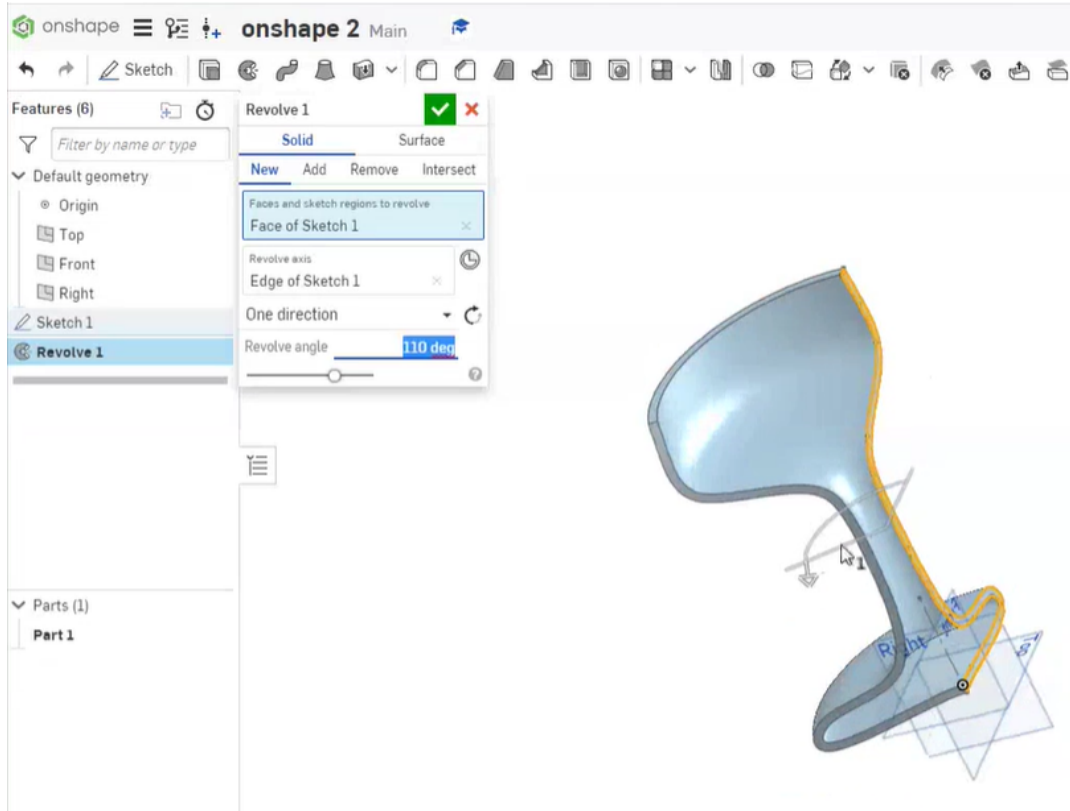 onshape onshape 2 Main
Sketch
Features (6)
Filter by name or type
Default geometry
Origin
Top
Front
Right
Sketch 1
Revolve 1
Parts (1)
Part 1
Revolve 1
Solid Surface
New Add Remove Intersect
Faces and sketch regions to revolve
Face of Sketch 1
Revolve axis
Edge of Sketch 1
One direction
Revolve angle 110 deg
1
Right